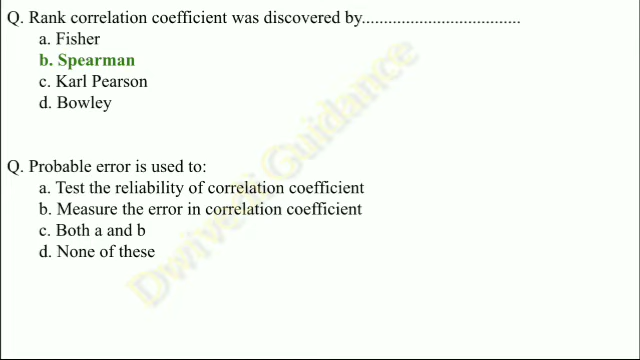 Q. Rank correlation coefficient was discovered by....................................
a. Fisher
b. Spearman
c. Karl Pearson
d. Bowley
Q. Probable error is used to:
a. Test the reliability of correlation coefficient
b. Measure the error in correlation coefficient
c. Both a and b
d. None of these
Dwivedi Guidance